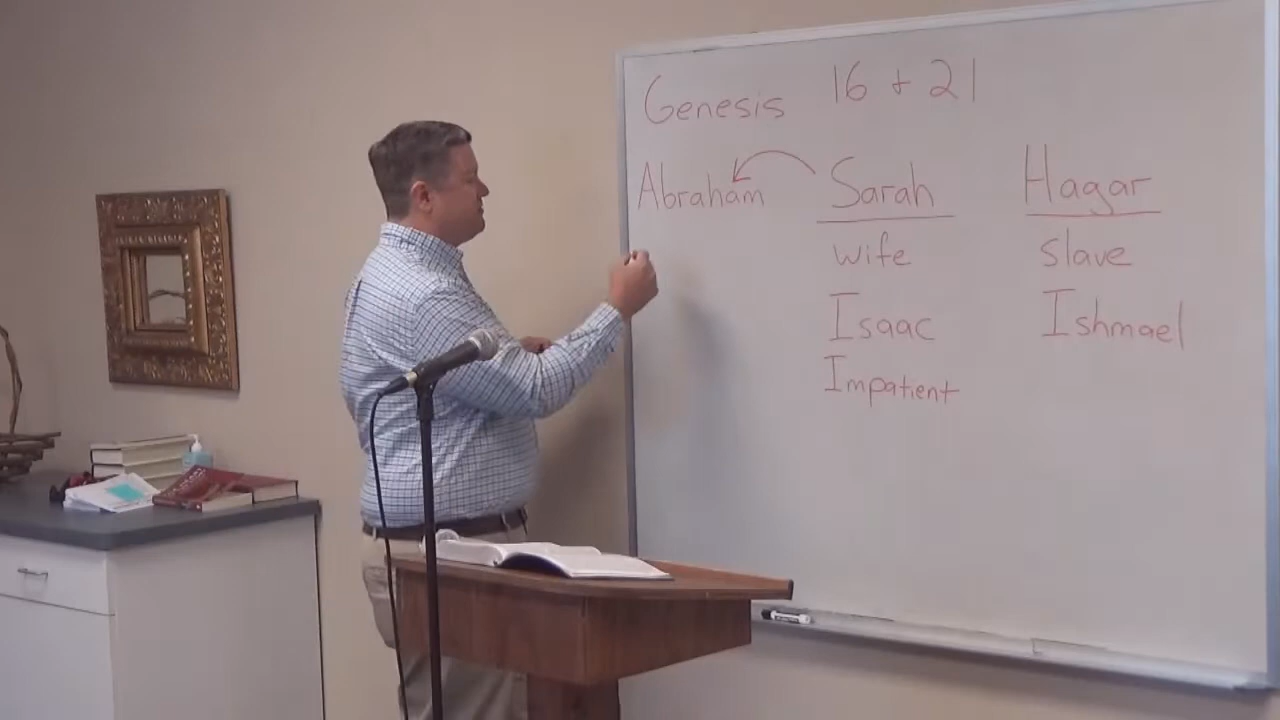 Genesis 16 + 21
Abraham Sarah Hagar
wife slave
Isaac Ishmael
Impatient